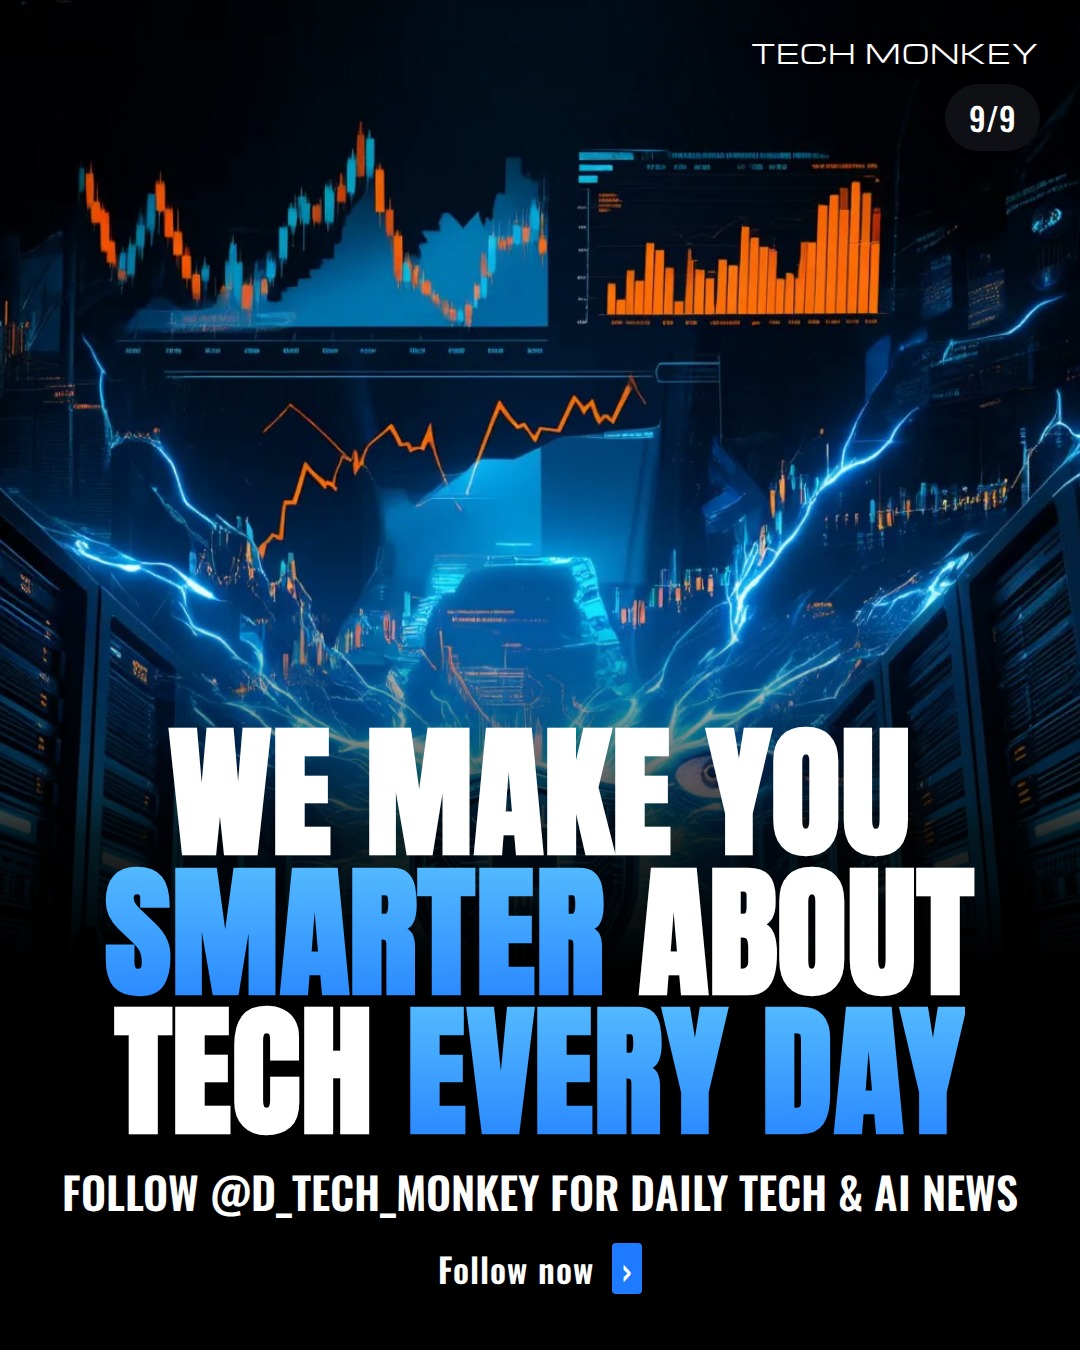 TECH MONKEY
9/9
WE MAKE YOU
SMARTER ABOUT
TECH EVERY DAY
FOLLOW @D_TECH_MONKEY FOR DAILY TECH & AI NEWS
Follow now ›